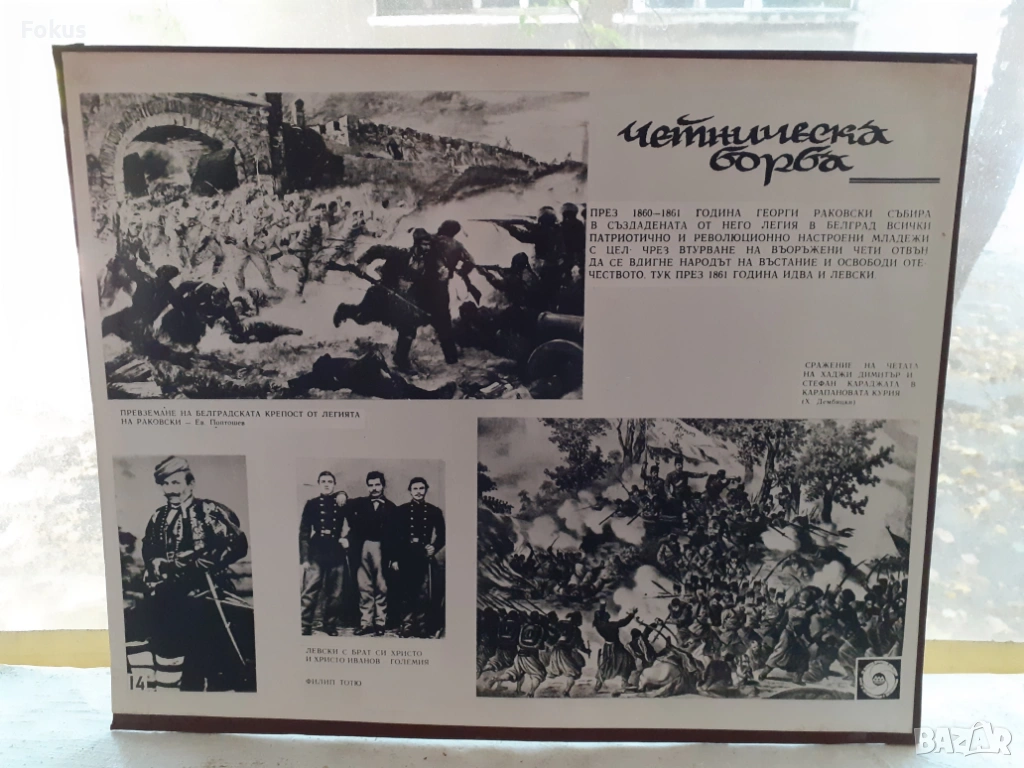 Fokus
четническа
борба
ПРЕЗ 1860—1861 ГОДИНА ГЕОРГИ РАКОВСКИ СЪБИРА
В СЪЗДАДЕНАТА ОТ НЕГО ЛЕГИЯ В БЕЛГРАД ВСИЧКИ
ПАТРИОТИЧНО И РЕВОЛЮЦИОННО НАСТРОЕНИ МЛАДЕЖИ
С ЦЕЛ- ЧРЕЗ ВТУРВАНЕ НА ВЪОРЪЖЕНИ ЧЕТИ ОТВЪН
ДА СЕ ВДИГНЕ НАРОДЪТ НА ВЪСТАНИЕ И ОСВОБОДИ ОТЕ-
ЧЕСТВОТО. ТУК ПРЕЗ 1861 ГОДИНА ИДВА И ЛЕВСКИ.
СРАЖЕНИЕ НА ЧЕТАТА
НА ХАДЖИ ДИМИТЪР И
СТЕФАН КАРАДЖАТА В
КАРАПАНОВАТА КУРИЯ
(Х. Дембицки)
ПРЕВЗЕМАНЕ НА БЕЛГРАДСКАТА КРЕПОСТ ОТ ЛЕГИЯТА
НА РАКОВСКИ — Ев.
ЛЕВСКИ С БРАТ СИ ХРИСТО
И ХРИСТО ИВАНОВ ГОЛЕМИЯ
ФИЛИП ТОТЮ
14
BAZAR